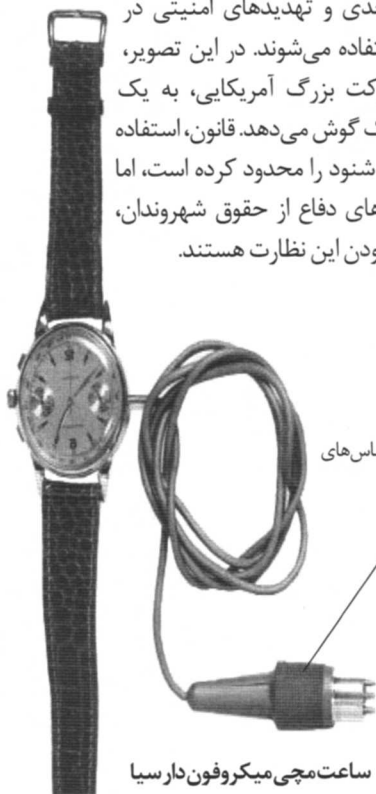 ندی و تهدیدهای امنیتی در
تفاده می‌شوند. در این تصویر،
کت بزرگ آمریکایی، به یک
ک گوش می‌دهد. قانون، استفاده
شنود را محدود کرده است، اما
های دفاع از حقوق شهروندان،
ودن این نظارت هستند.
اس‌های
ساعت‌مچی میکروفون‌دار سیا